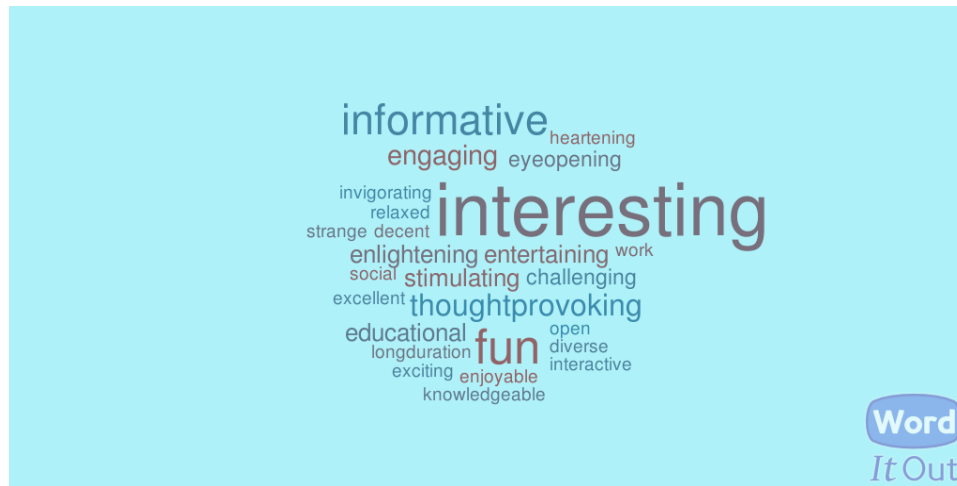 informative
heartening
engaging eyeopening
invigorating
relaxed
interesting
strange decent
enlightening entertaining work
social stimulating challenging
excellent thoughtprovoking
educational
fun
open
longduration
diverse
exciting enjoyable
interactive
knowledgeable
Word
It Out